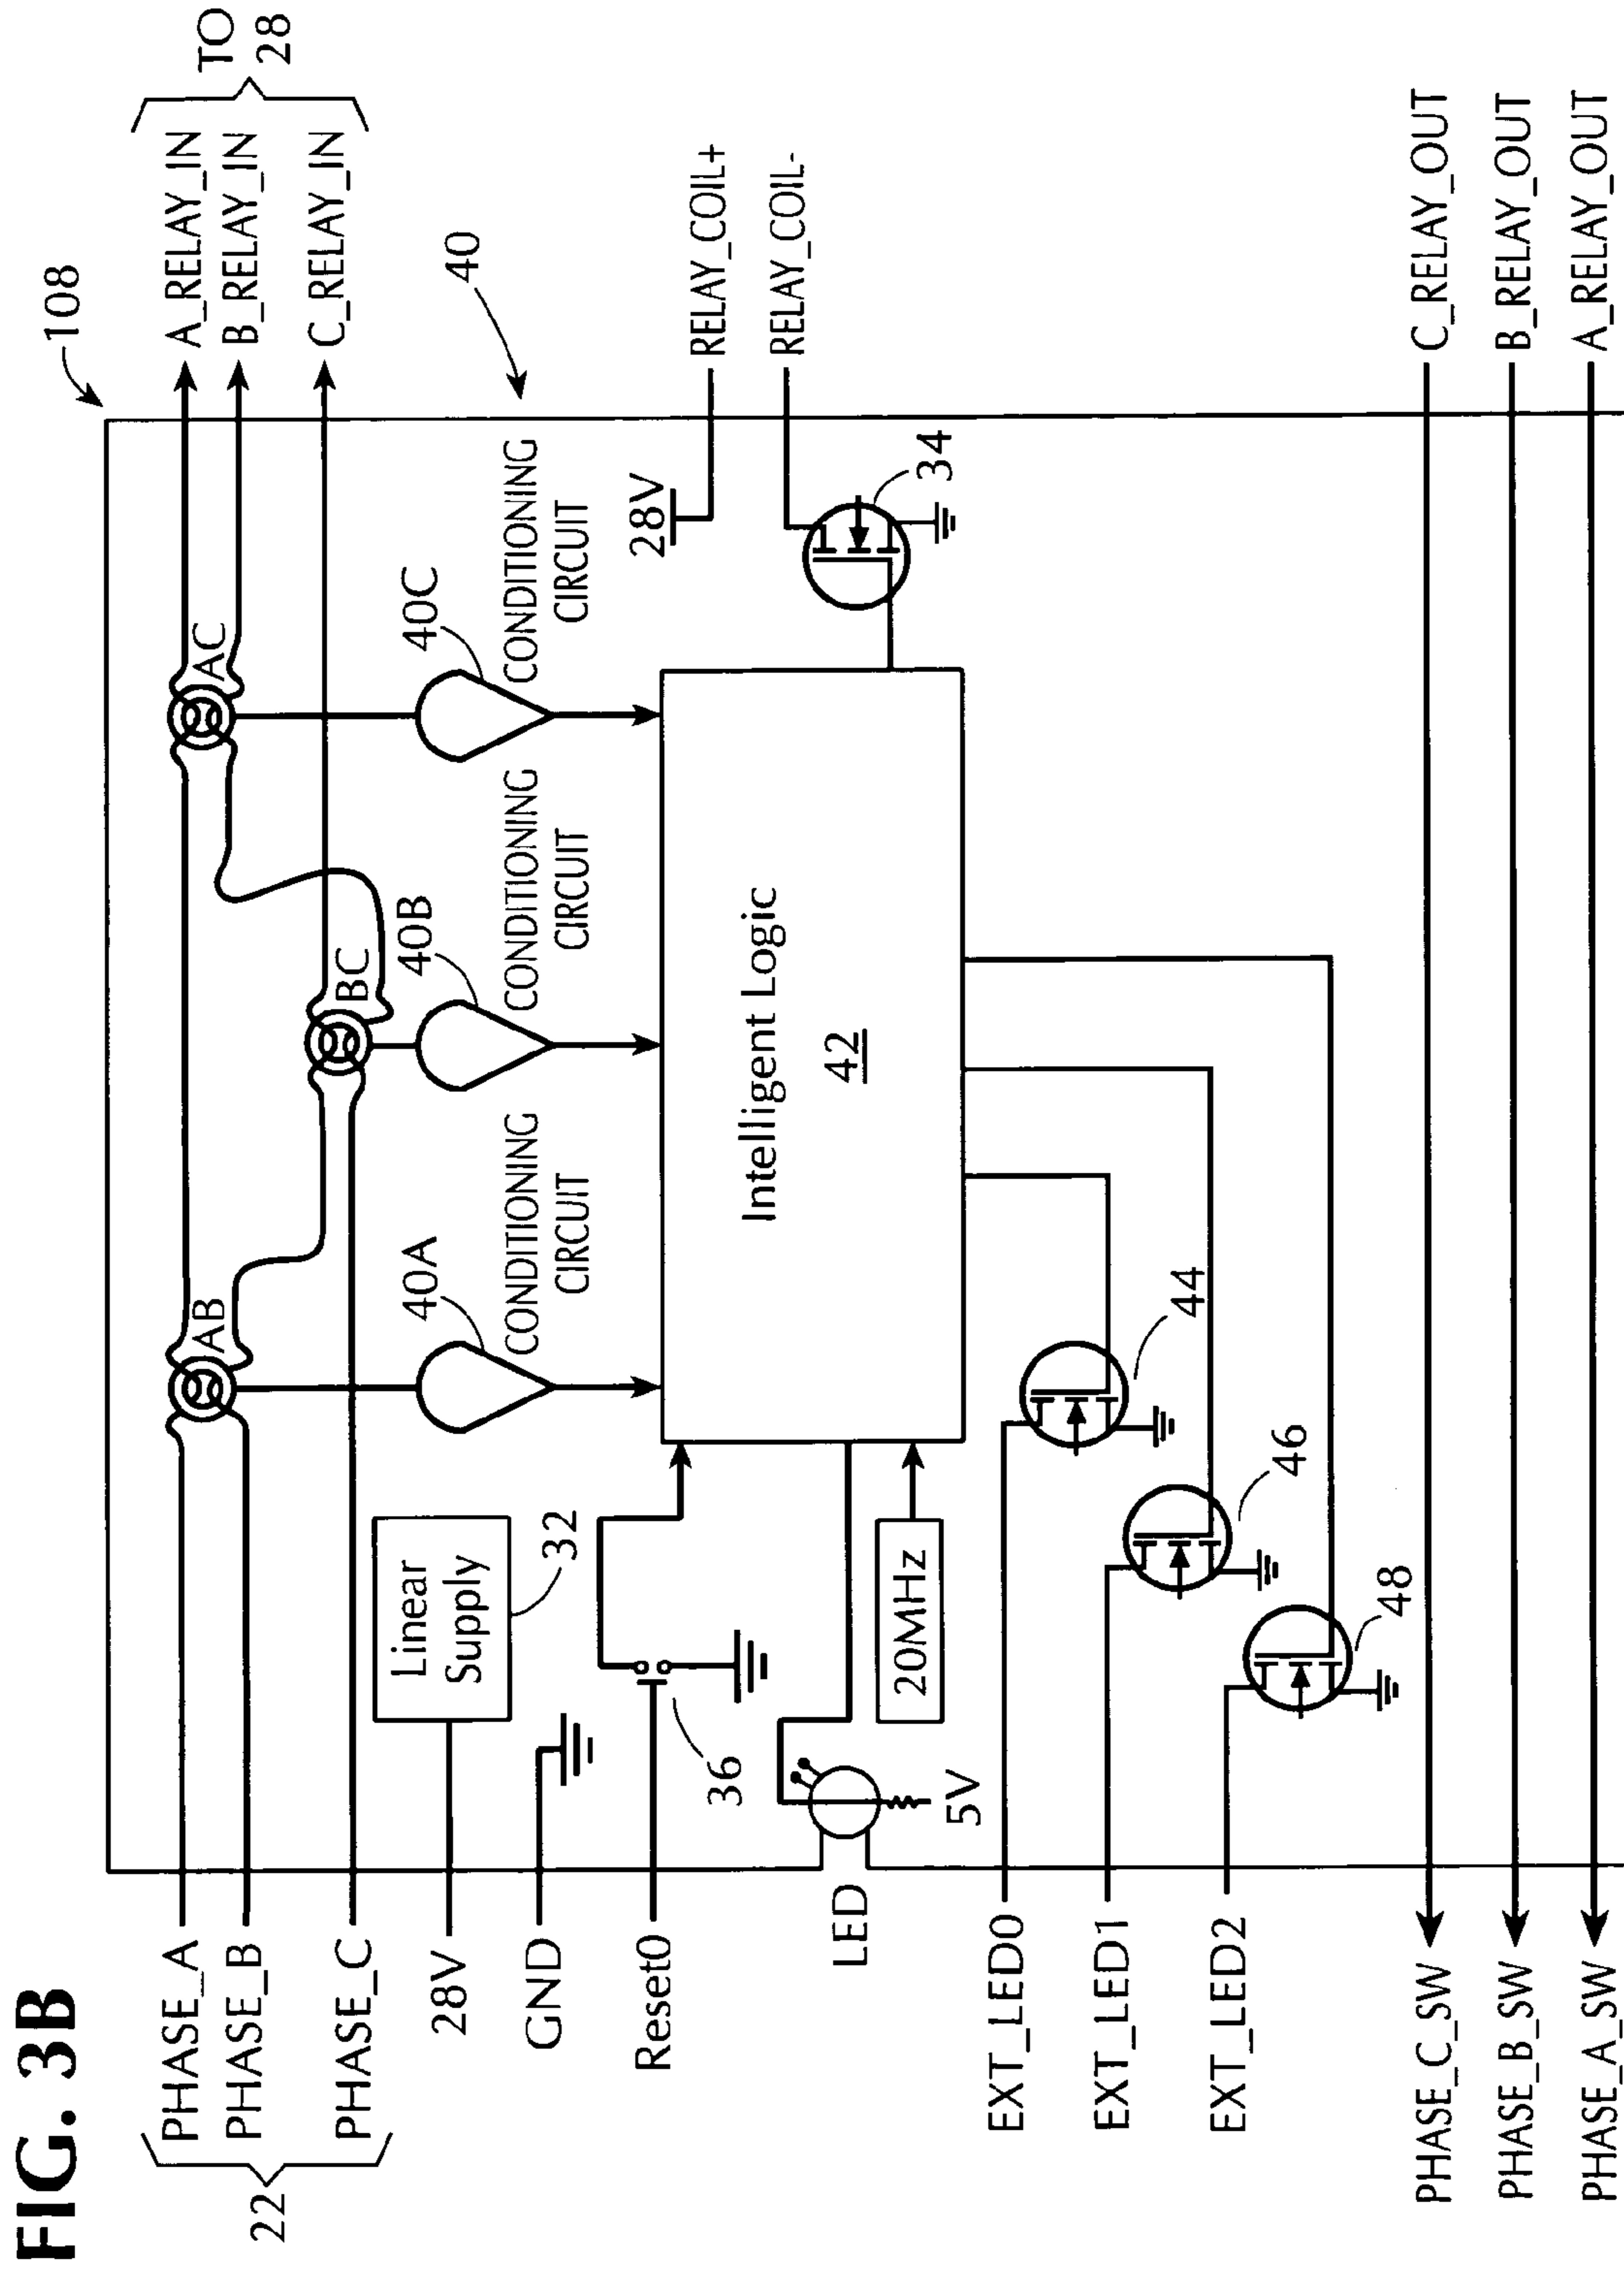 FIG. 3B
108
PHASE_A
PHASE_B
PHASE_C
22
A_RELAY_IN
B_RELAY_IN
C_RELAY_IN
TO
28
AB
BC
AC
28V
Linear
Supply
32
GND
Reset0
36
40A
CONDITIONING
CIRCUIT
40B
CONDITIONING
CIRCUIT
40C
CONDITIONING
CIRCUIT
40
28V
RELAY_COIL+
RELAY_COIL-
34
Intelligent Logic
42
LED
5V
20MHz
EXT_LED0
44
EXT_LED1
46
EXT_LED2
48
PHASE_C_SW
C_RELAY_OUT
PHASE_B_SW
B_RELAY_OUT
PHASE_A_SW
A_RELAY_OUT